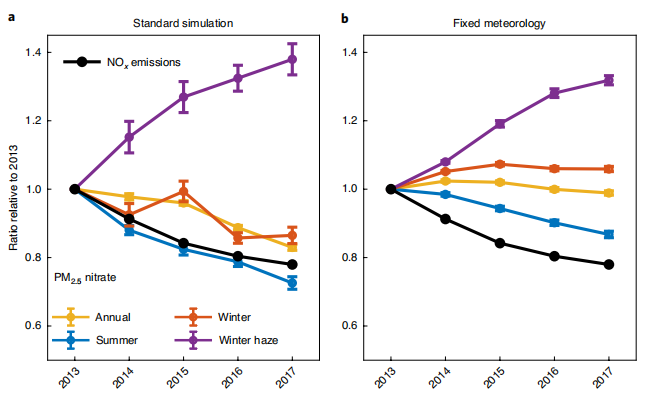 a
Standard simulation
b
Fixed meteorology
Ratio relative to 2013
1.4
1.2
1.0
0.8
0.6
NOx emissions
PM2.5 nitrate
Annual
Winter
Summer
Winter haze
2013
2014
2015
2016
2017
1.4
1.2
1.0
0.8
0.6
2013
2014
2015
2016
2017